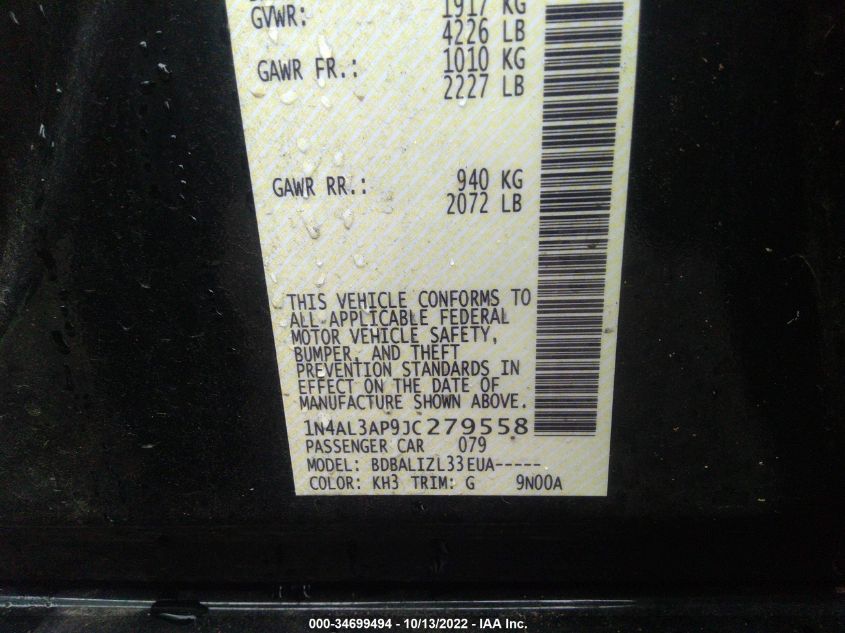 GVWR: 1917 KG
4226 LB
GAWR FR.: 1010 KG
2227 LB
GAWR RR.: 940 KG
2072 LB
THIS VEHICLE CONFORMS TO
ALL APPLICABLE FEDERAL
MOTOR VEHICLE SAFETY,
BUMPER, AND THEFT
PREVENTION STANDARDS IN
EFFECT ON THE DATE OF
MANUFACTURE SHOWN ABOVE.
1N4AL3AP9JC279558
PASSENGER CAR 079
MODEL: BDBALIZL33EUA-----
COLOR: KH3 TRIM: G 9N00A
000-34699494 - 10/13/2022 - IAA Inc.